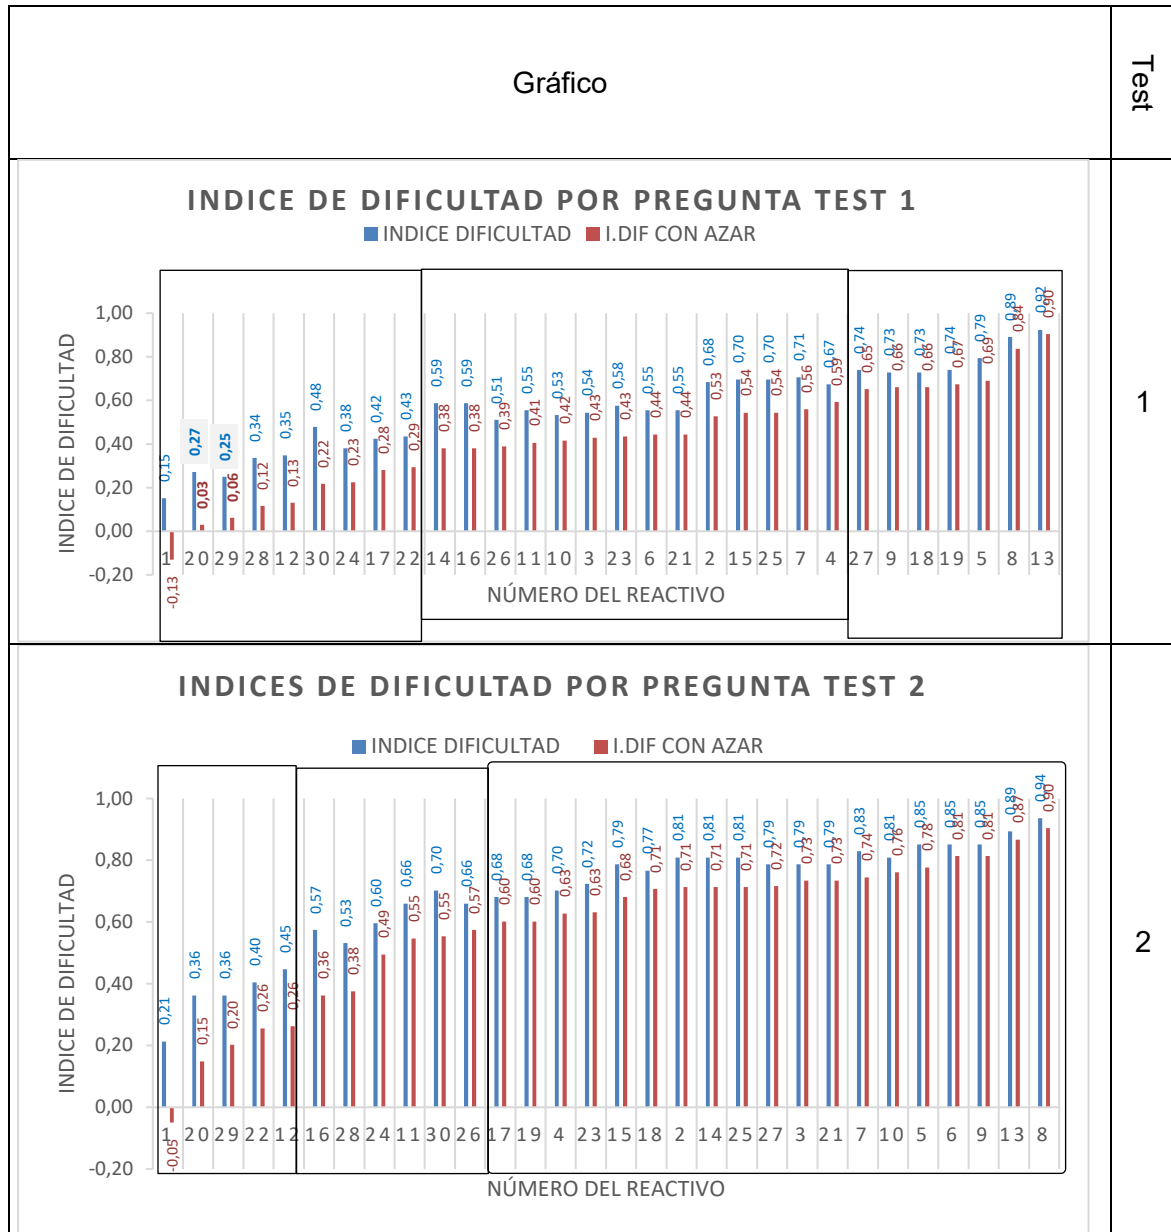 Gráfico
Test
INDICE DE DIFICULTAD POR PREGUNTA TEST 1
INDICE DIFICULTAD I.DIF CON AZAR
INDICE DE DIFICULTAD
1,00
0,80
0,60
0,40
0,20
0,00
-0,20
0,15 0,27 0,25 0,34 0,35 0,48 0,38 0,42 0,43 0,59 0,59 0,51 0,55 0,53 0,54 0,58 0,55 0,55 0,68 0,70 0,70 0,71 0,67 0,74 0,73 0,73 0,74 0,79 0,89 0,92
-0,13 0,03 0,06 0,12 0,13 0,22 0,23 0,28 0,29 0,38 0,38 0,39 0,41 0,42 0,43 0,43 0,44 0,44 0,53 0,54 0,54 0,56 0,59 0,65 0,66 0,66 0,67 0,69 0,84 0,90
1 20 29 28 12 30 24 17 22 14 16 26 11 10 3 23 6 21 2 15 25 7 4 27 9 18 19 5 8 13
NÚMERO DEL REACTIVO
1
INDICES DE DIFICULTAD POR PREGUNTA TEST 2
INDICE DIFICULTAD I.DIF CON AZAR
INDICE DE DIFICULTAD
1,00
0,80
0,60
0,40
0,20
0,00
-0,20
0,21 0,36 0,36 0,40 0,45 0,57 0,53 0,60 0,66 0,70 0,66 0,68 0,68 0,70 0,72 0,79 0,77 0,81 0,81 0,81 0,79 0,79 0,79 0,83 0,81 0,85 0,85 0,85 0,89 0,94
-0,05 0,15 0,20 0,26 0,26 0,36 0,38 0,49 0,55 0,55 0,57 0,60 0,60 0,63 0,63 0,68 0,71 0,71 0,71 0,71 0,72 0,73 0,73 0,74 0,76 0,78 0,81 0,81 0,87 0,90
1 20 29 22 12 16 28 24 11 30 26 17 19 4 23 15 18 2 14 25 27 3 21 7 10 5 6 9 13 8
NÚMERO DEL REACTIVO
2